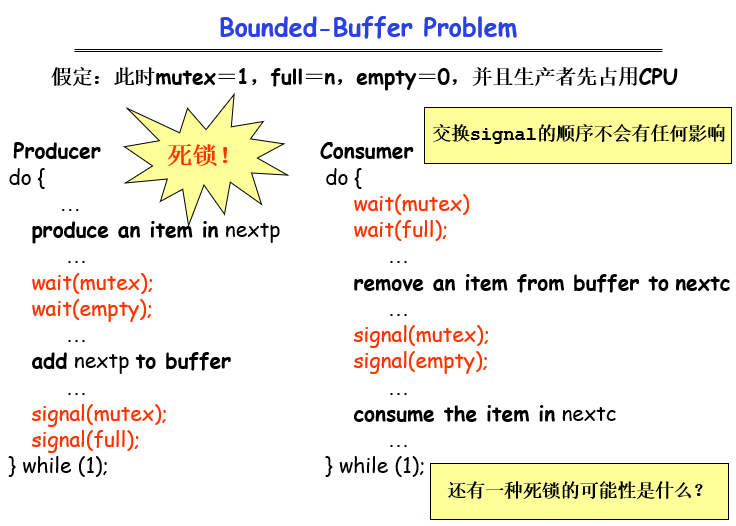 Bounded-Buffer Problem
假定：此时mutex＝1，full＝n，empty＝0，并且生产者先占用CPU
死锁！
交换signal的顺序不会有任何影响
Producer
do {
…
produce an item in nextp
…
wait(mutex);
wait(empty);
…
add nextp to buffer
…
signal(mutex);
signal(full);
} while (1);
Consumer
do {
wait(mutex)
wait(full);
…
remove an item from buffer to nextc
…
signal(mutex);
signal(empty);
…
consume the item in nextc
…
} while (1);
还有一种死锁的可能性是什么？